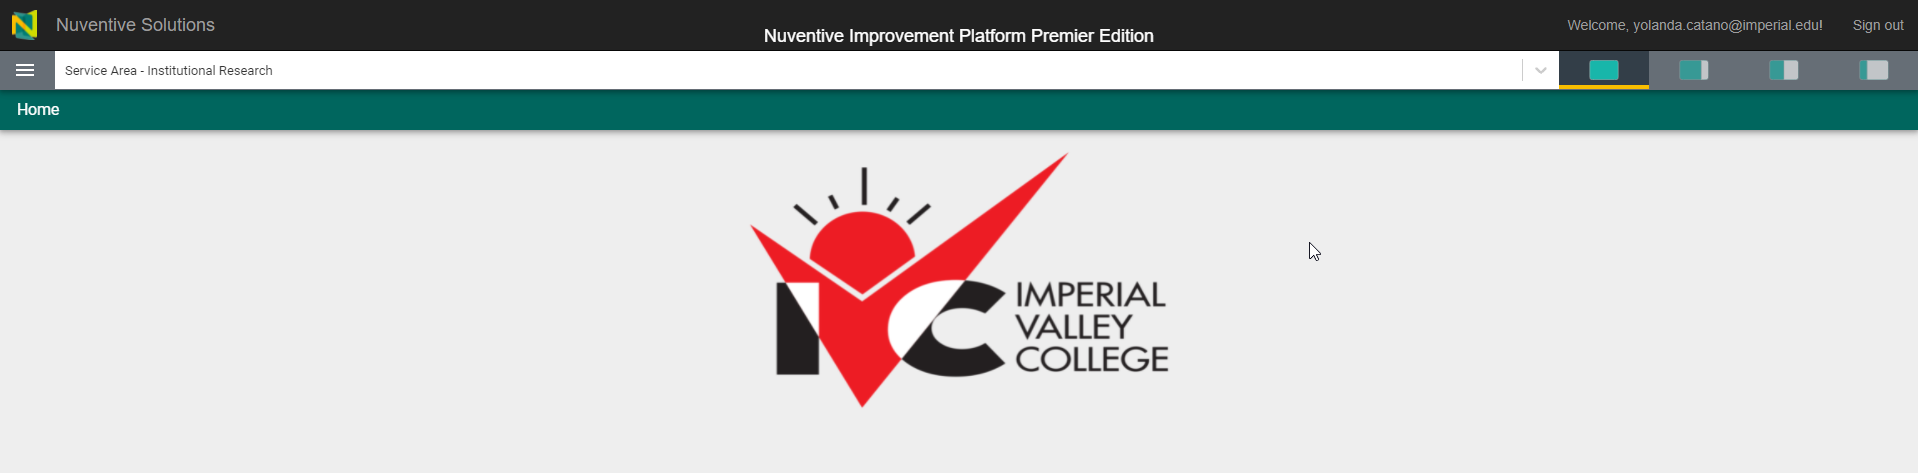 Nuventive Solutions
Nuventive Improvement Platform Premier Edition
Welcome, yolanda.catano@imperial.edu!
Sign out
Service Area - Institutional Research
Home
IVC
IMPERIAL
VALLEY
COLLEGE